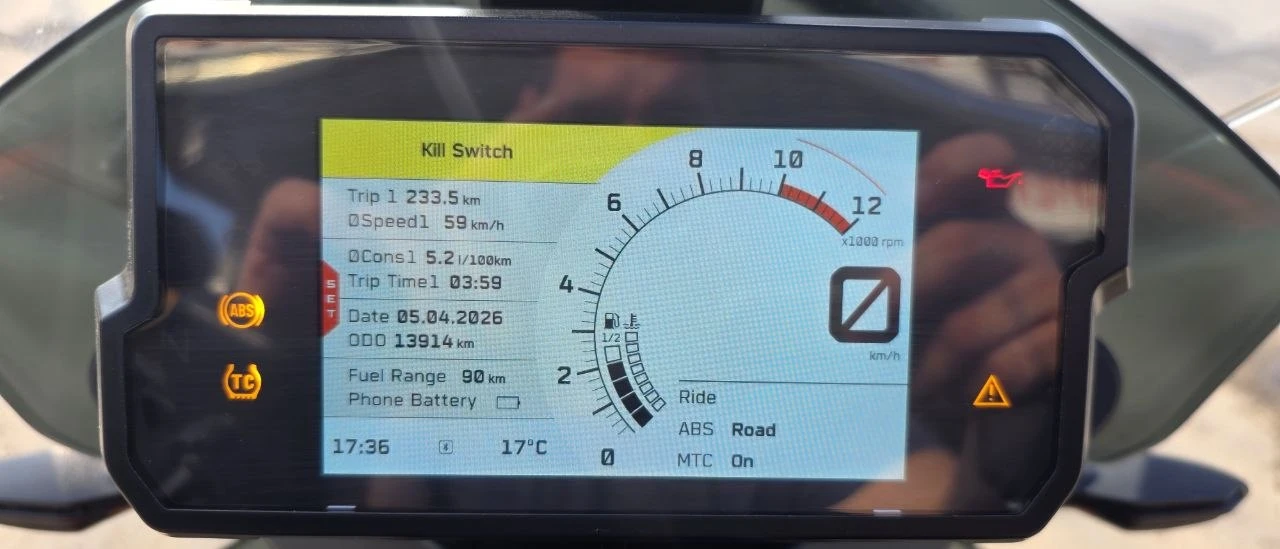 Kill Switch
Trip 1 233.5 km
ØSpeed1 59 km/h
ØCons1 5.2 l/100km
Trip Time1 03:59
Date 05.04.2026
ODO 13914 km
Fuel Range 90 km
Phone Battery
17:36 17°C
SET
ABS
TC
1/2
0
2
4
6
8
10
12
x1000 rpm
0
km/h
Ride
ABS Road
MTC On